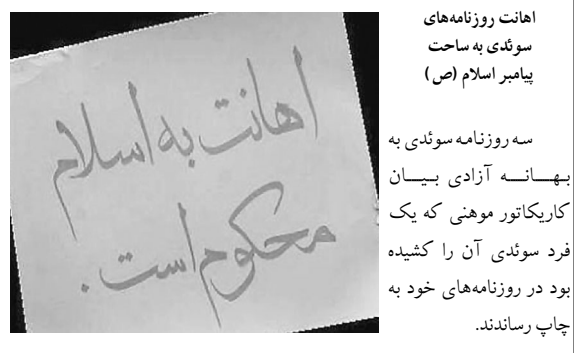 اهانت روزنامه‌های
سوئدی به ساحت
پیامبر اسلام (ص)
سه روزنامه سوئدی به
بهانه آزادی بیان
کاریکاتور موهنی که یک
فرد سوئدی آن را کشیده
بود در روزنامه‌های خود به
چاپ رساندند.
اهانت به اسلام
محکوم است.